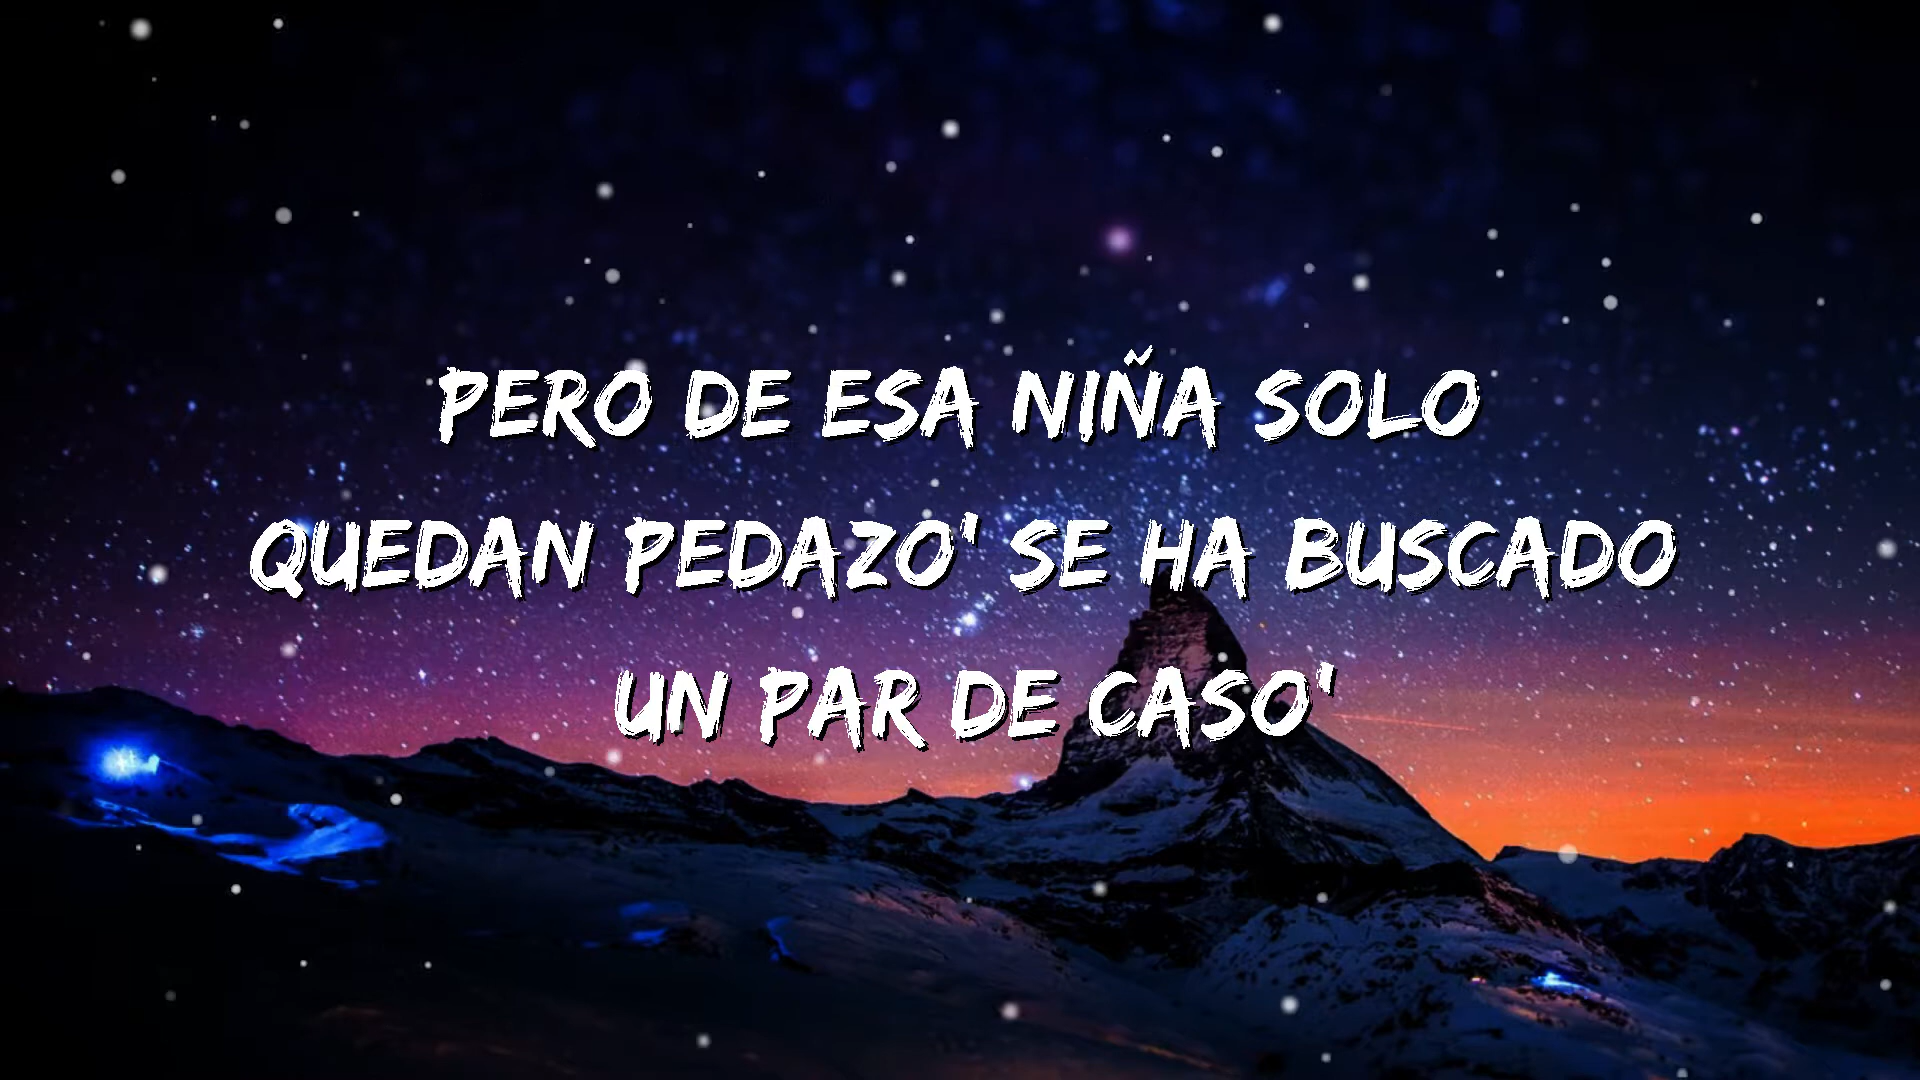 PERO DE ESA NIÑA SOLO
QUEDAN PEDAZO' SE HA BUSCADO
UN PAR DE CASO'